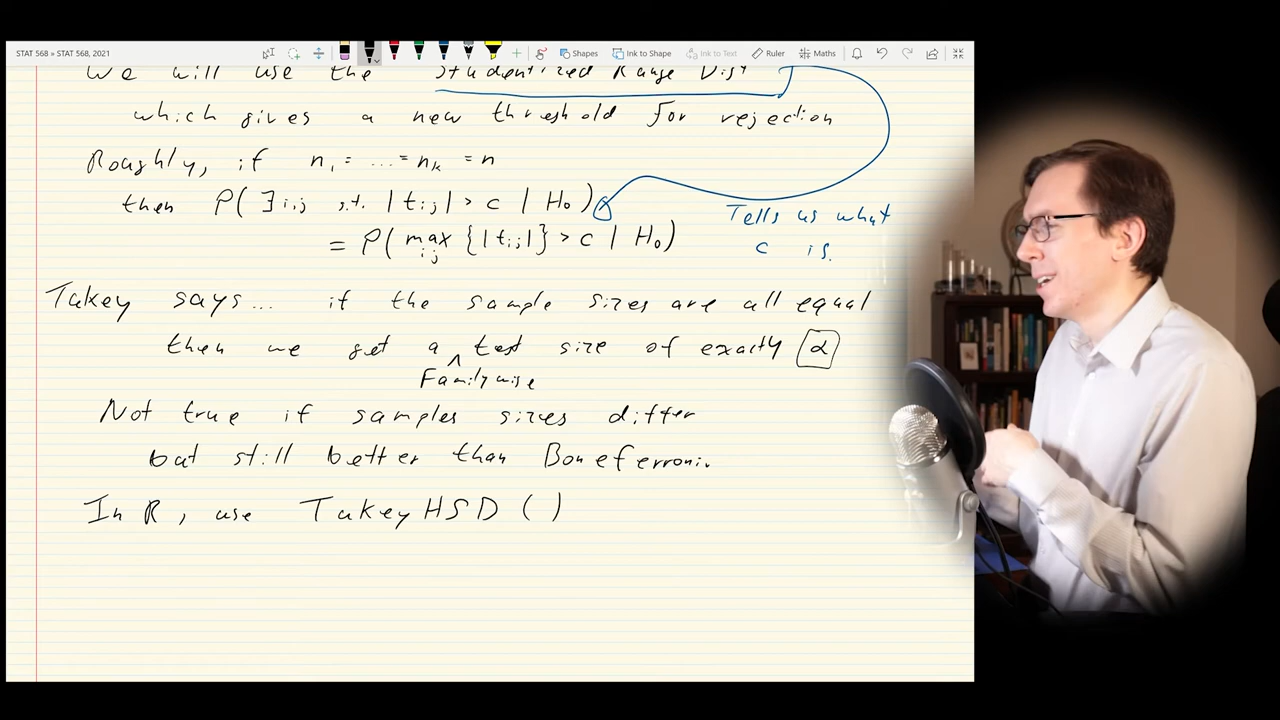 STAT 568 » STAT 568, 2021
Shapes
Ink to Shape
Ink to Text
Ruler
Maths
We will use the Studentized Range Dist
which gives a new threshold for rejection
Roughly, if n₁ = ... = nₖ = n
then P( ∃ i,j s.t. |tᵢⱼ| > c | H₀ )
= P( max {|tᵢⱼ|} > c | H₀ )
ij
Tells us what
c is.
Tukey says... if the sample sizes are all equal
then we get a ^ test size of exactly α
Familywise
Not true if samples sizes differ
but still better than Boneferroni.
In R, use TukeyHSD ( )